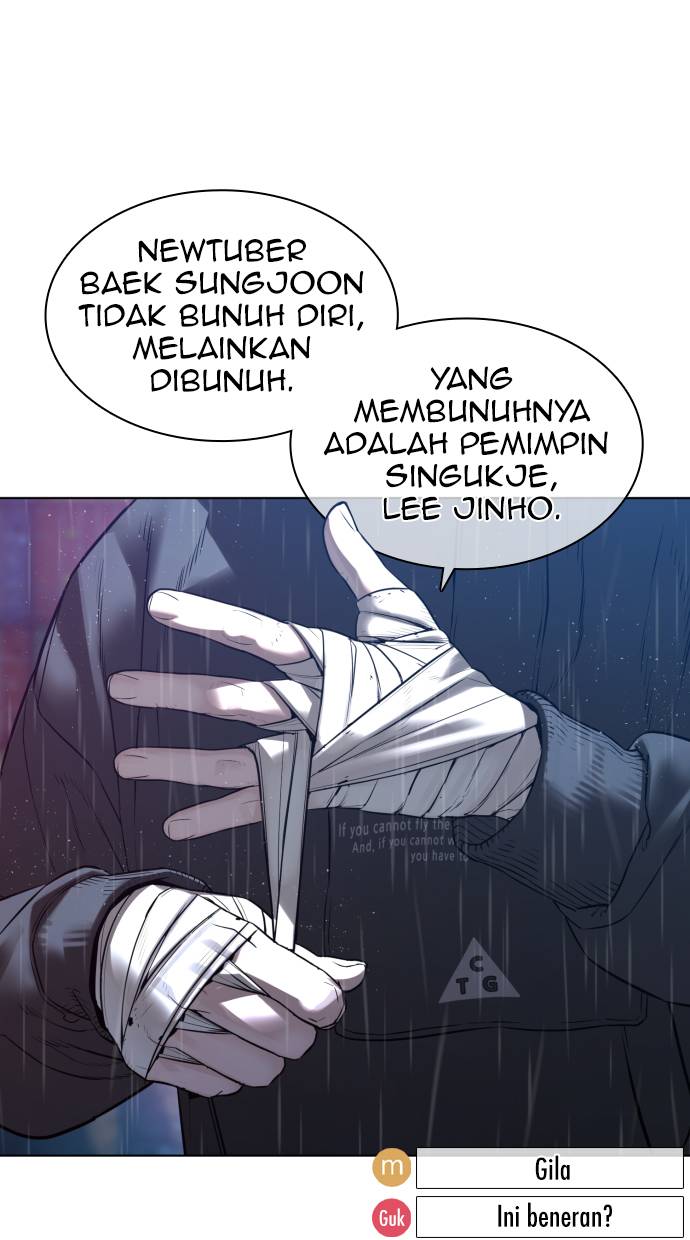 NEWTUBER
BAEK SUNGJOON
TIDAK BUNUH DIRI,
MELAINKAN
DIBUNUH.
YANG
MEMBUNUHNYA
ADALAH PEMIMPIN
SINGUKJE,
LEE JINHO.
If you cannot fly the
And, if you cannot w
you have to
C
T G
m Gila
Guk Ini beneran?